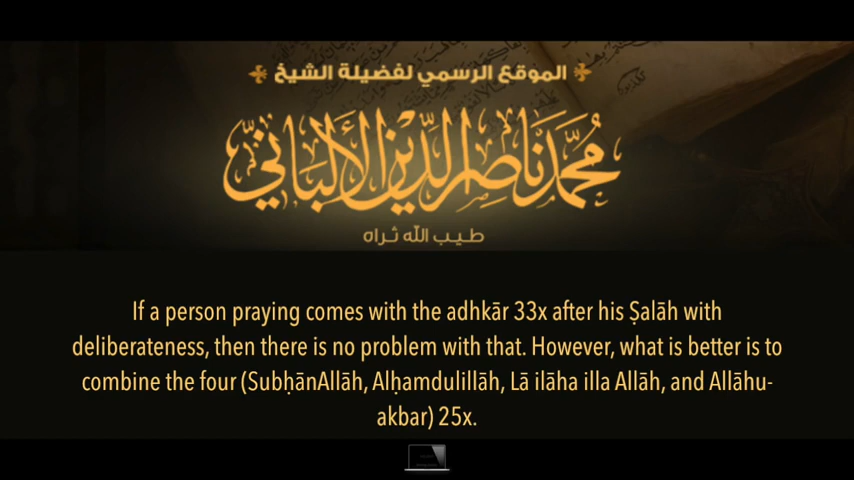 الموقع الرسمي لفضيلة الشيخ
محمد ناصر الدين الألباني
طيب الله ثراه
If a person praying comes with the adhkār 33x after his Ṣalāh with
deliberateness, then there is no problem with that. However, what is better is to
combine the four (SubḥānAllāh, Alḥamdulillāh, Lā ilāha illa Allāh, and Allāhu-
akbar) 25x.